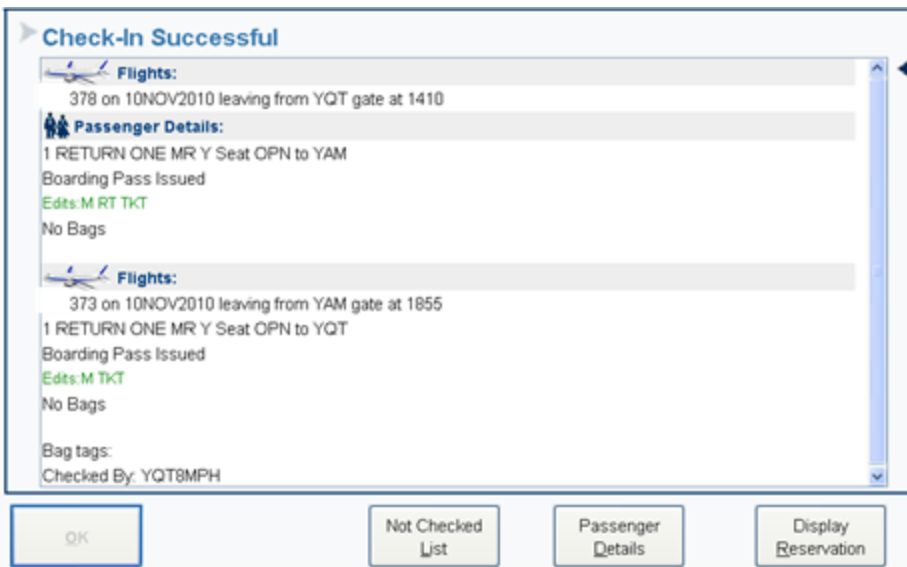 Check-In Successful
Flights:
378 on 10NOV2010 leaving from YQT gate at 1410
Passenger Details:
1 RETURN ONE MR Y Seat OPN to YAM
Boarding Pass Issued
Edits:M RT TKT
No Bags
Flights:
373 on 10NOV2010 leaving from YAM gate at 1855
1 RETURN ONE MR Y Seat OPN to YQT
Boarding Pass Issued
Edits:M TKT
No Bags
Bag tags:
Checked By: YQT8MPH
OK
Not Checked
List
Passenger
Details
Display
Reservation